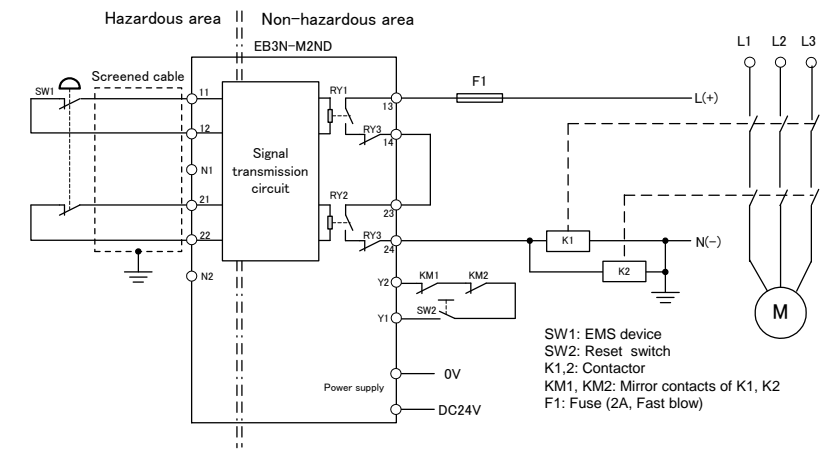 Hazardous area
Non-hazardous area
EB3N-M2ND
L1
L2
L3
Screened cable
SW1
11
RY1
F1
13
L(+)
12
RY3
14
Signal
transmission
circuit
N1
21
RY2
23
22
RY3
24
K1
N(-)
K2
N2
Y2
KM1
KM2
SW2
Y1
M
SW1: EMS device
SW2: Reset switch
K1,2: Contactor
KM1, KM2: Mirror contacts of K1, K2
F1: Fuse (2A, Fast blow)
0V
Power supply
DC24V